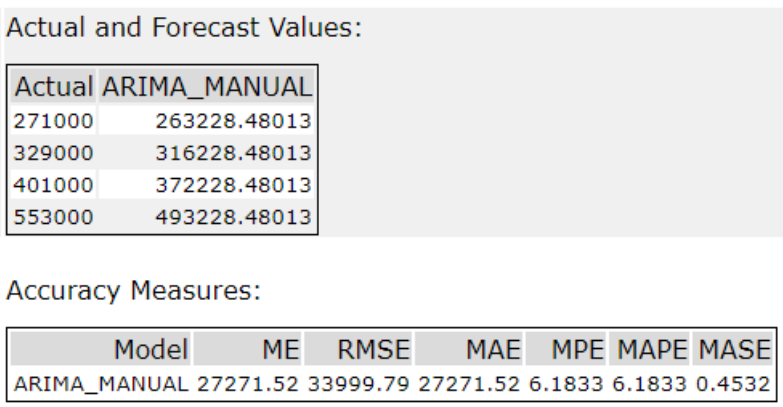 Actual and Forecast Values:
Actual ARIMA_MANUAL
271000 263228.48013
329000 316228.48013
401000 372228.48013
553000 493228.48013
Accuracy Measures:
Model ME RMSE MAE MPE MAPE MASE
ARIMA_MANUAL 27271.52 33999.79 27271.52 6.1833 6.1833 0.4532